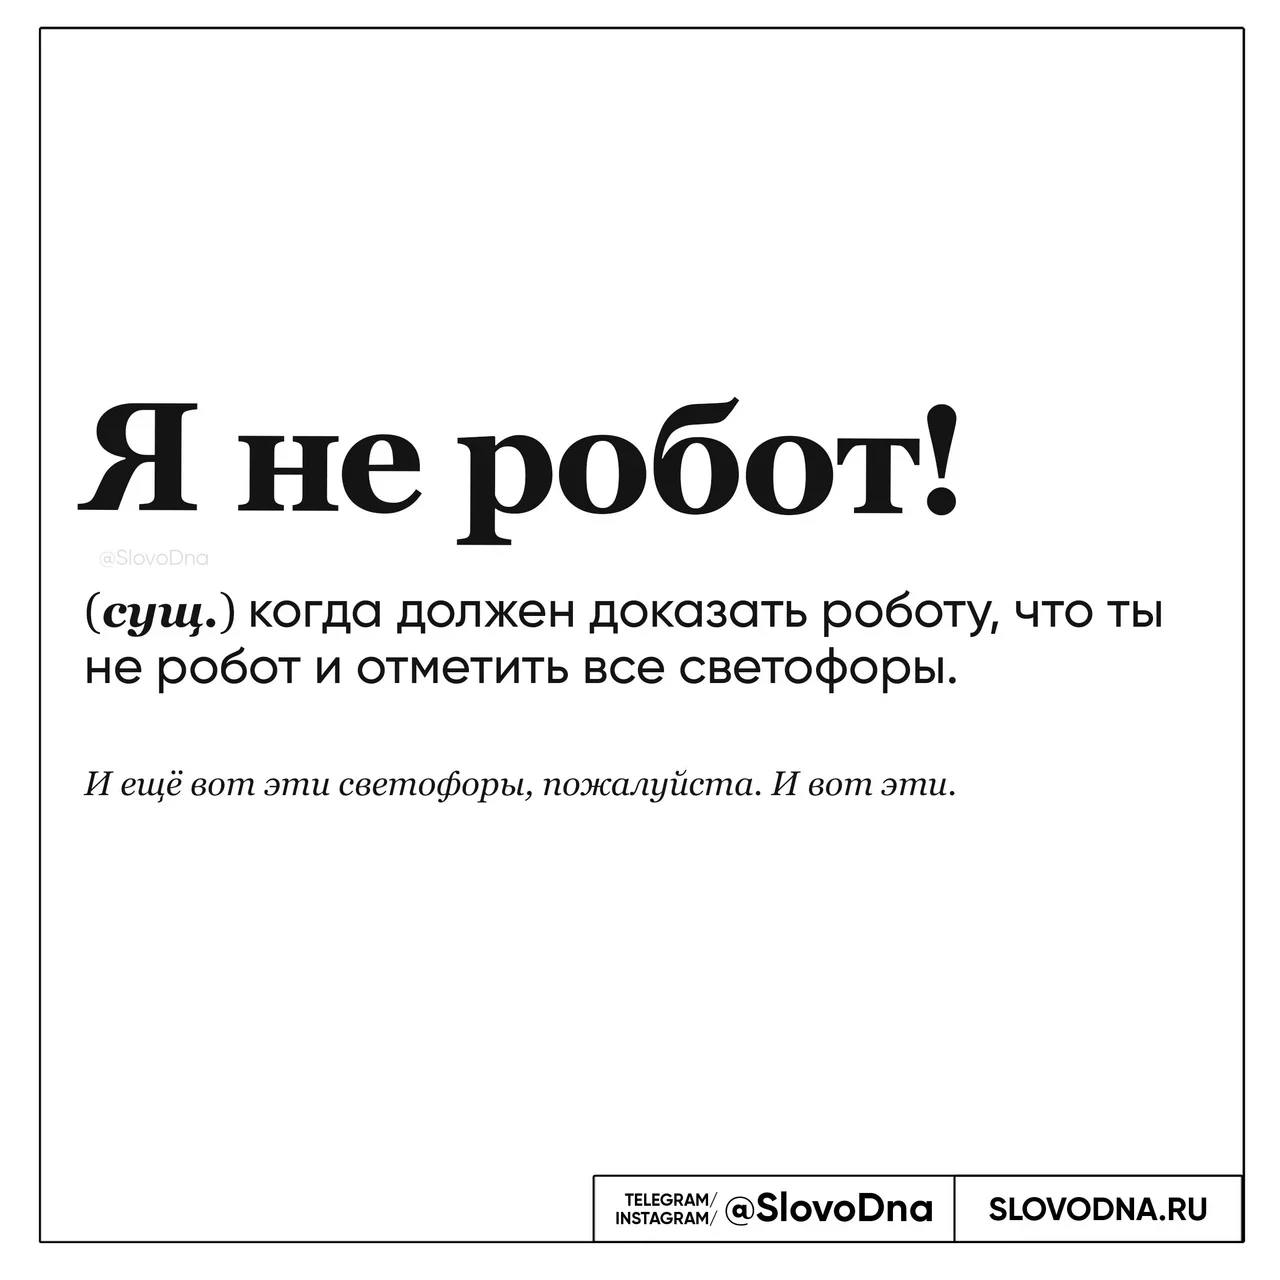 Я не робот!
@SlovoDna
(сущ.) когда должен доказать роботу, что ты
не робот и отметить все светофоры.
И ещё вот эти светофоры, пожалуйста. И вот эти.
TELEGRAM/
INSTAGRAM/
@SlovoDna
SLOVODNA.RU